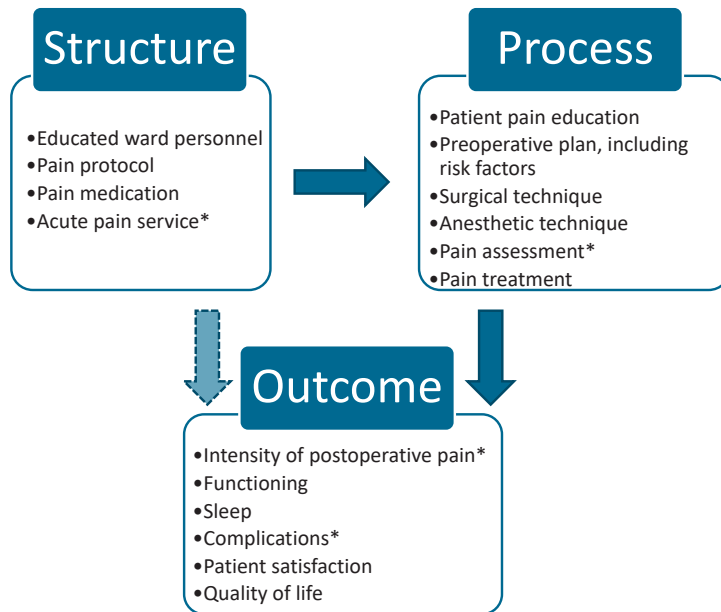 Structure
•Educated ward personnel
•Pain protocol
•Pain medication
•Acute pain service*
Process
•Patient pain education
•Preoperative plan, including
risk factors
•Surgical technique
•Anesthetic technique
•Pain assessment*
•Pain treatment
Outcome
•Intensity of postoperative pain*
•Functioning
•Sleep
•Complications*
•Patient satisfaction
•Quality of life